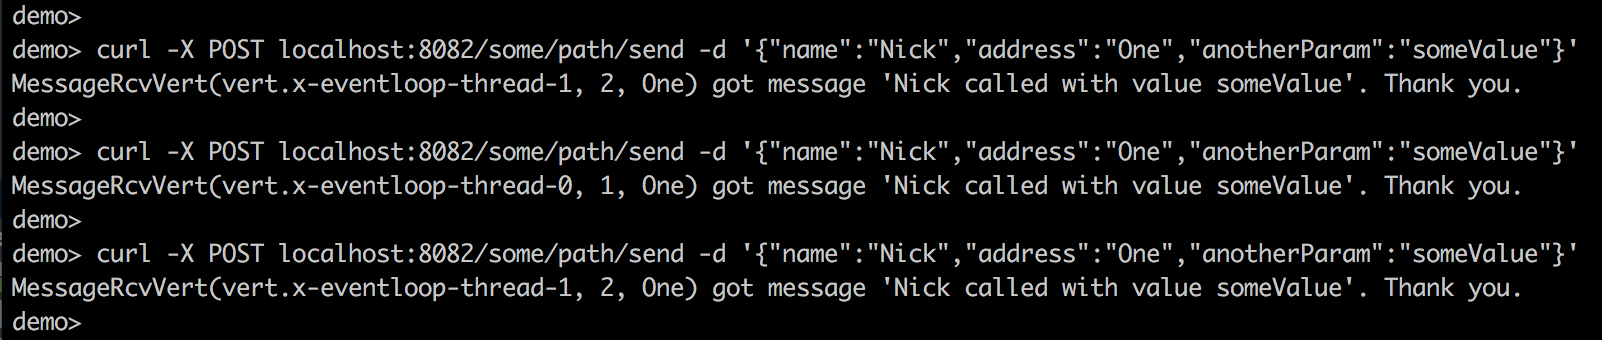 demo>
demo> curl -X POST localhost:8082/some/path/send -d '{"name":"Nick","address":"One","anotherParam":"someValue"}'
MessageRcvVert(vert.x-eventloop-thread-1, 2, One) got message 'Nick called with value someValue'. Thank you.
demo>
demo> curl -X POST localhost:8082/some/path/send -d '{"name":"Nick","address":"One","anotherParam":"someValue"}'
MessageRcvVert(vert.x-eventloop-thread-0, 1, One) got message 'Nick called with value someValue'. Thank you.
demo>
demo> curl -X POST localhost:8082/some/path/send -d '{"name":"Nick","address":"One","anotherParam":"someValue"}'
MessageRcvVert(vert.x-eventloop-thread-1, 2, One) got message 'Nick called with value someValue'. Thank you.
demo>